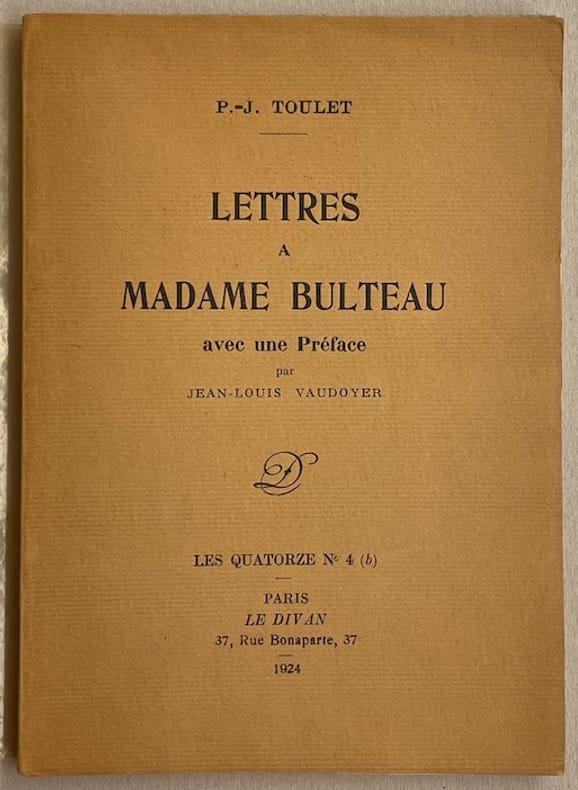 P.-J. TOULET
LETTRES
A
MADAME BULTEAU
avec une Préface
par
JEAN-LOUIS VAUDOYER
D
LES QUATORZE Nº 4 (b)
PARIS
LE DIVAN
37, Rue Bonaparte, 37
1924